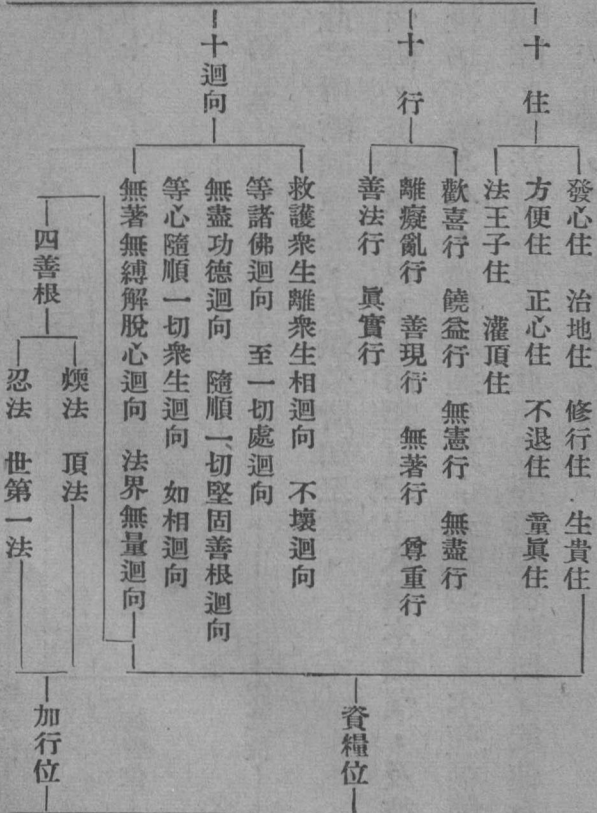 十住
發心住 治地住 修行住 生貴住
方便住 正心住 不退住 童眞住
法王子住 灌頂住
十行
歡喜行 饒益行 無恚行 無盡行
離癡亂行 善現行 無著行 尊重行
善法行 眞實行
十迴向
救護衆生離衆生相迴向 不壞迴向
等諸佛迴向 至一切處迴向
無盡功德迴向 隨順一切堅固善根迴向
等心隨順一切衆生迴向 如相迴向
無著無縛解脫心迴向 法界無量迴向
資糧位
四善根
煗法 頂法
忍法 世第一法
加行位